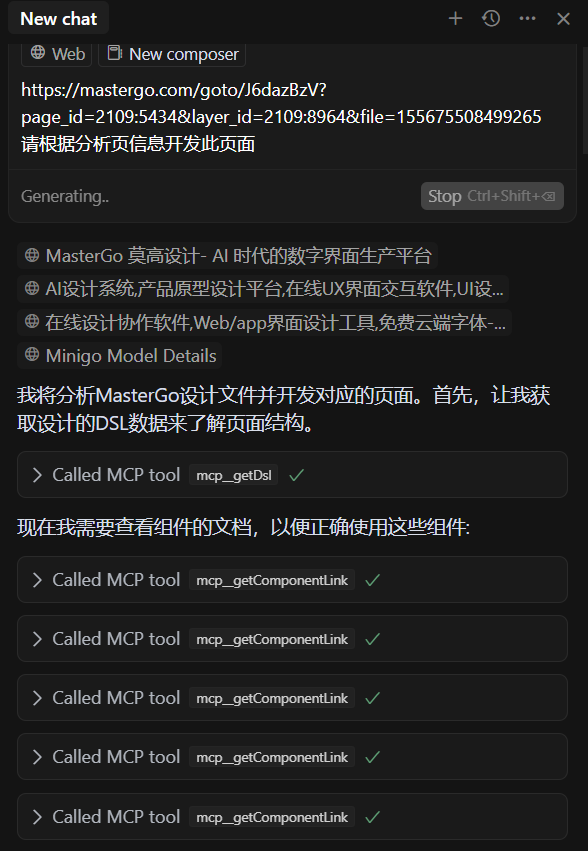 New chat
Web
New composer
https://mastergo.com/goto/J6dazBzV?
page_id=2109:5434&layer_id=2109:8964&file=155675508499265
请根据分析页信息开发此页面
Generating..
Stop Ctrl+Shift+⌫
MasterGo 莫高设计- AI 时代的数字界面生产平台
AI设计系统,产品原型设计平台,在线UX界面交互软件,UI设...
在线设计协作软件,Web/app界面设计工具,免费云端字体-...
Minigo Model Details
我将分析MasterGo设计文件并开发对应的页面。首先，让我获
取设计的DSL数据来了解页面结构。
Called MCP tool mcp__getDsl
现在我需要查看组件的文档，以便正确使用这些组件:
Called MCP tool mcp__getComponentLink
Called MCP tool mcp__getComponentLink
Called MCP tool mcp__getComponentLink
Called MCP tool mcp__getComponentLink
Called MCP tool mcp__getComponentLink